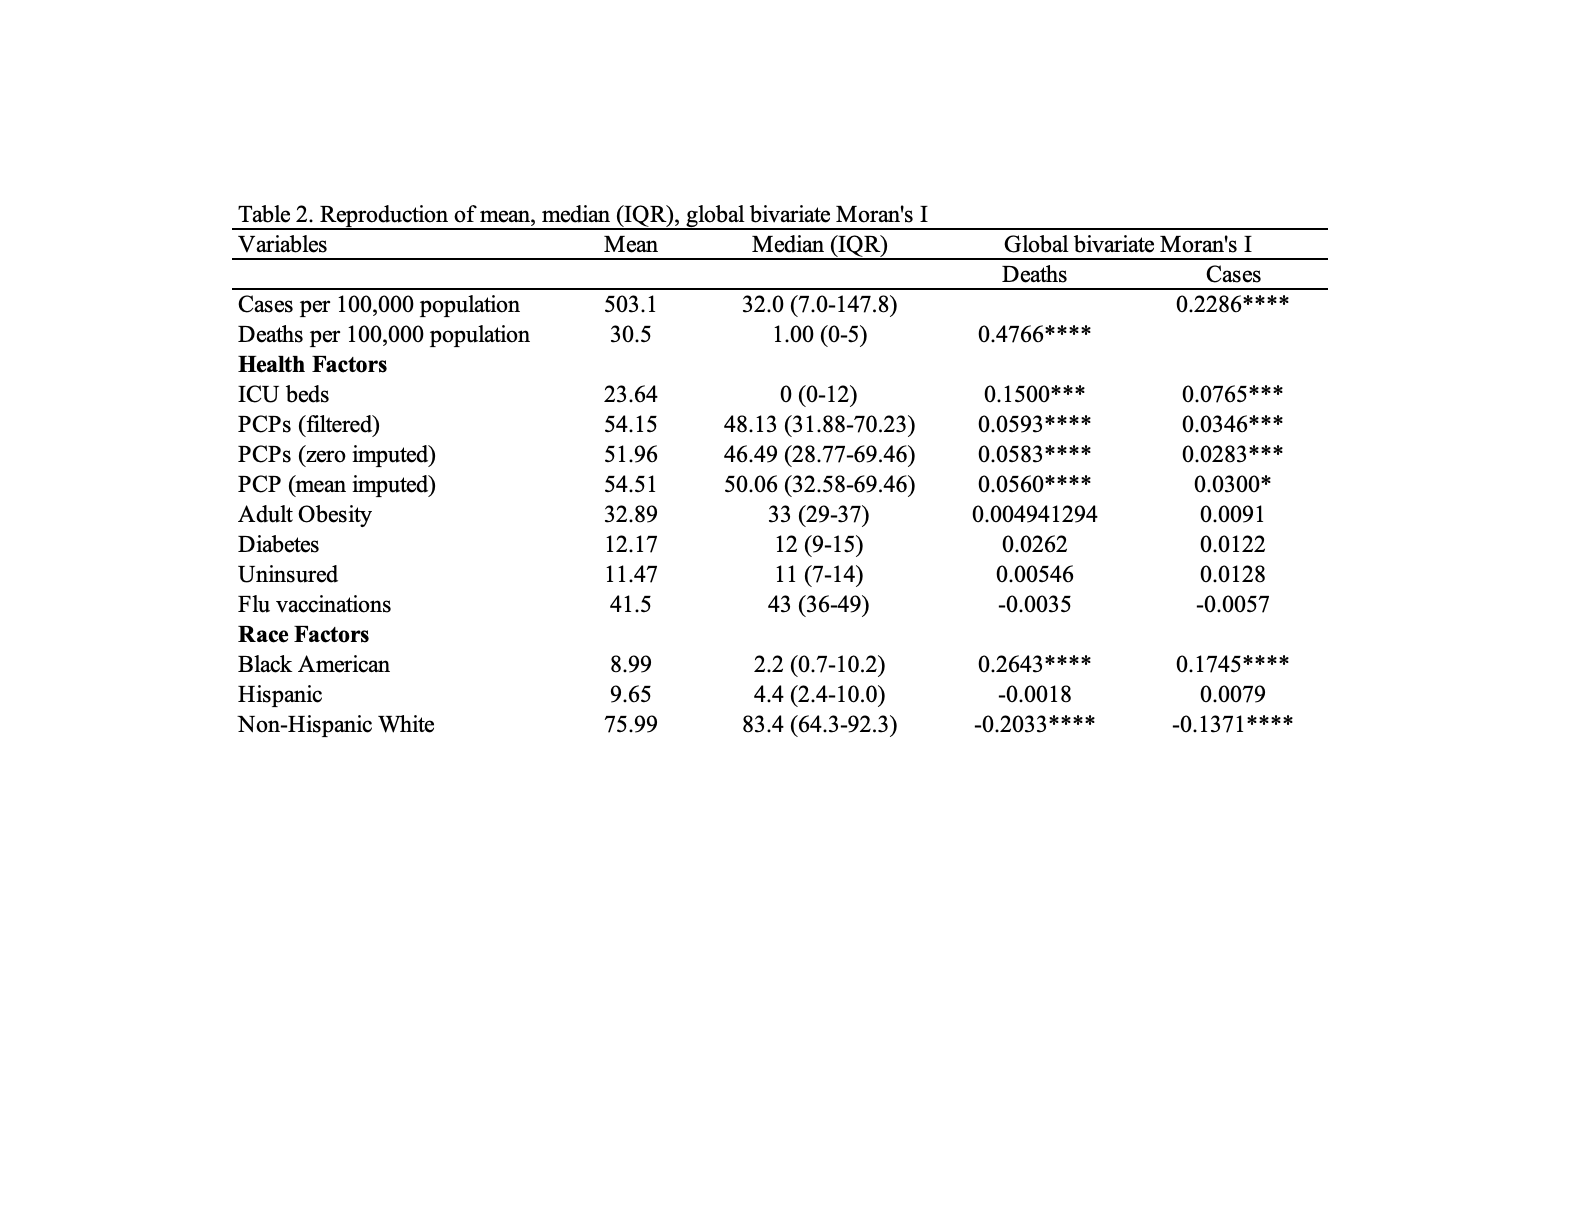 Table 2. Reproduction of mean, median (IQR), global bivariate Moran's I
Variables Mean Median (IQR) Global bivariate Moran's I
Deaths Cases
Cases per 100,000 population 503.1 32.0 (7.0-147.8) 0.2286****
Deaths per 100,000 population 30.5 1.00 (0-5) 0.4766****
Health Factors
ICU beds 23.64 0 (0-12) 0.1500*** 0.0765***
PCPs (filtered) 54.15 48.13 (31.88-70.23) 0.0593**** 0.0346***
PCPs (zero imputed) 51.96 46.49 (28.77-69.46) 0.0583**** 0.0283***
PCP (mean imputed) 54.51 50.06 (32.58-69.46) 0.0560**** 0.0300*
Adult Obesity 32.89 33 (29-37) 0.004941294 0.0091
Diabetes 12.17 12 (9-15) 0.0262 0.0122
Uninsured 11.47 11 (7-14) 0.00546 0.0128
Flu vaccinations 41.5 43 (36-49) -0.0035 -0.0057
Race Factors
Black American 8.99 2.2 (0.7-10.2) 0.2643**** 0.1745****
Hispanic 9.65 4.4 (2.4-10.0) -0.0018 0.0079
Non-Hispanic White 75.99 83.4 (64.3-92.3) -0.2033**** -0.1371****